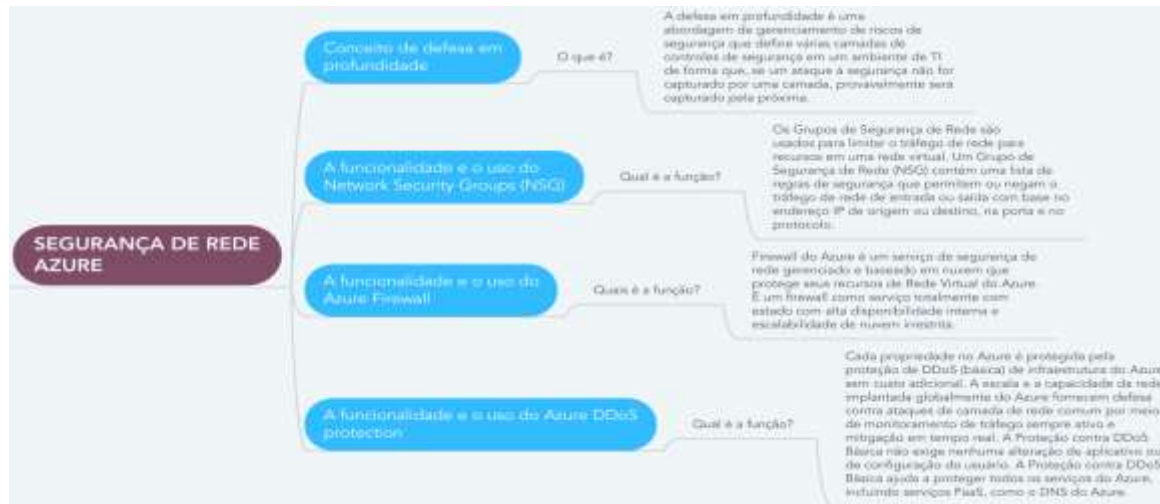 SEGURANÇA DE REDE
AZURE
Conceito de defesa em
profundidade
O que é?
A defesa em profundidade é uma
abordagem de gerenciamento de riscos de
segurança que define várias camadas de
controles de segurança em um ambiente de TI
de forma que, se um ataque à segurança não for
capturado por uma camada, provavelmente será
capturado pela próxima.
A funcionalidade e o uso do
Network Security Groups (NSG)
Qual é a função?
Os Grupos de Segurança de Rede são
usados para limitar o tráfego de rede para
recursos em uma rede virtual. Um Grupo de
Segurança de Rede (NSG) contém uma lista de
regras de segurança que permitem ou negam o
tráfego de rede de entrada ou saída com base no
endereço IP de origem ou destino, na porta e no
protocolo.
A funcionalidade e o uso do
Azure Firewall
Quais é a função?
Firewall do Azure é um serviço de segurança de
rede gerenciado e baseado em nuvem que
protege seus recursos de Rede Virtual do Azure.
É um firewall como serviço totalmente com
estado com alta disponibilidade interna e
escalabilidade de nuvem irrestrita.
A funcionalidade e o uso do Azure DDoS
protection
Qual é a função?
Cada propriedade no Azure é protegida pela
proteção de DDoS (básica) de infraestrutura do Azure
sem custo adicional. A escala e a capacidade da rede
implantada globalmente do Azure fornecem defesa
contra ataques de camada de rede comum por meio
de monitoramento de tráfego sempre ativo e
mitigação em tempo real. A Proteção contra DDoS
Básica não exige nenhuma alteração de aplicativo ou
de configuração do usuário. A Proteção contra DDoS
Básica ajuda a proteger todos os serviços do Azure,
incluindo serviços PaaS, como o DNS do Azure.